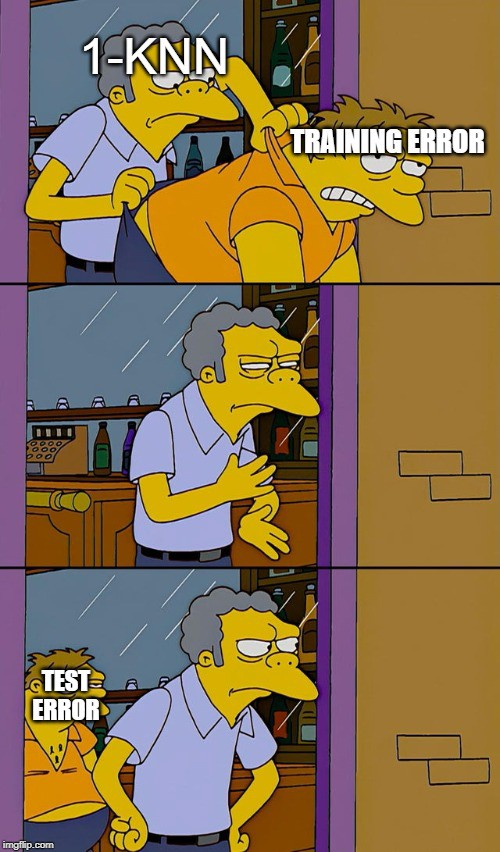 1-KNN
TRAINING ERROR
TEST
ERROR
imgflip.com